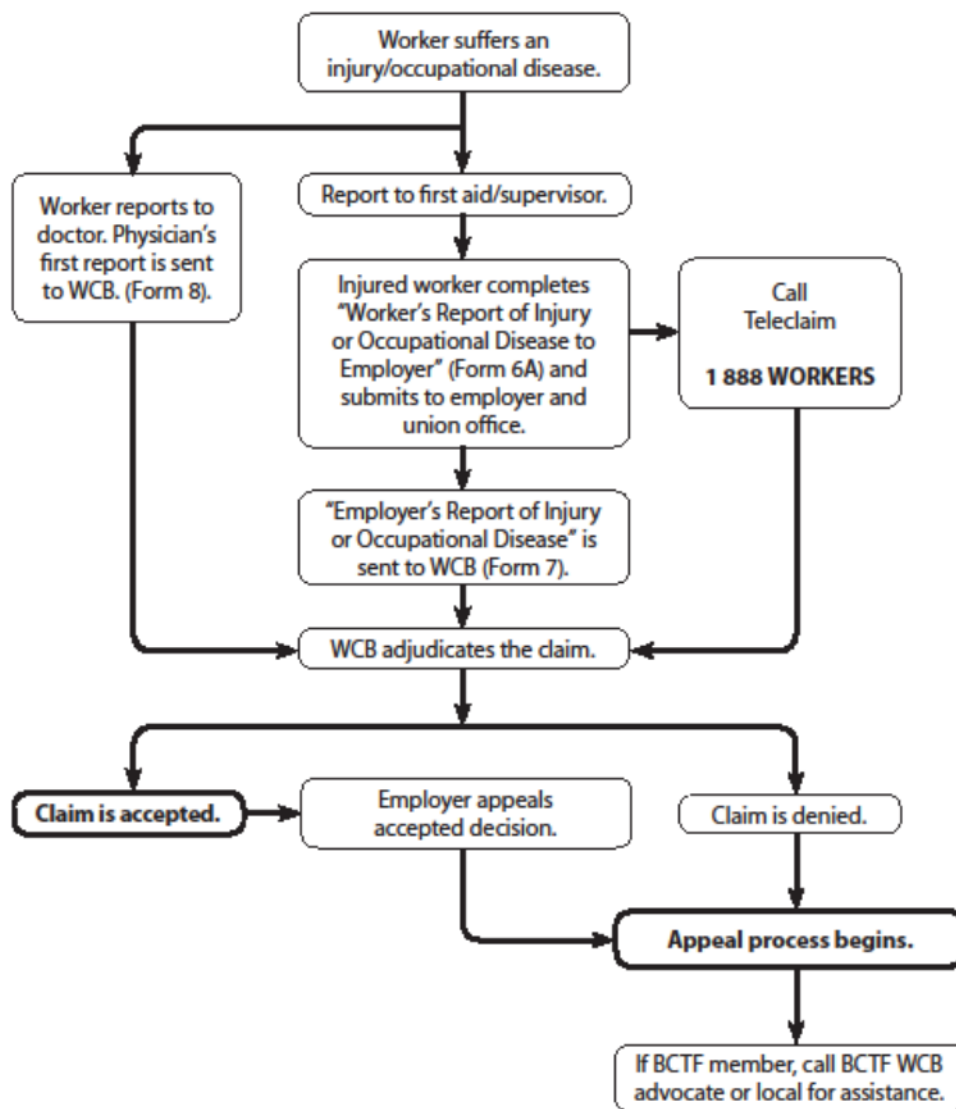 Worker suffers an
injury/occupational disease.
Worker reports to
doctor. Physician's
first report is sent
to WCB. (Form 8).
Report to first aid/supervisor.
Injured worker completes
"Worker's Report of Injury
or Occupational Disease to
Employer" (Form 6A) and
submits to employer and
union office.
Call
Teleclaim
1 888 WORKERS
"Employer's Report of Injury
or Occupational Disease" is
sent to WCB (Form 7).
WCB adjudicates the claim.
Claim is accepted.
Employer appeals
accepted decision.
Claim is denied.
Appeal process begins.
If BCTF member, call BCTF WCB
advocate or local for assistance.